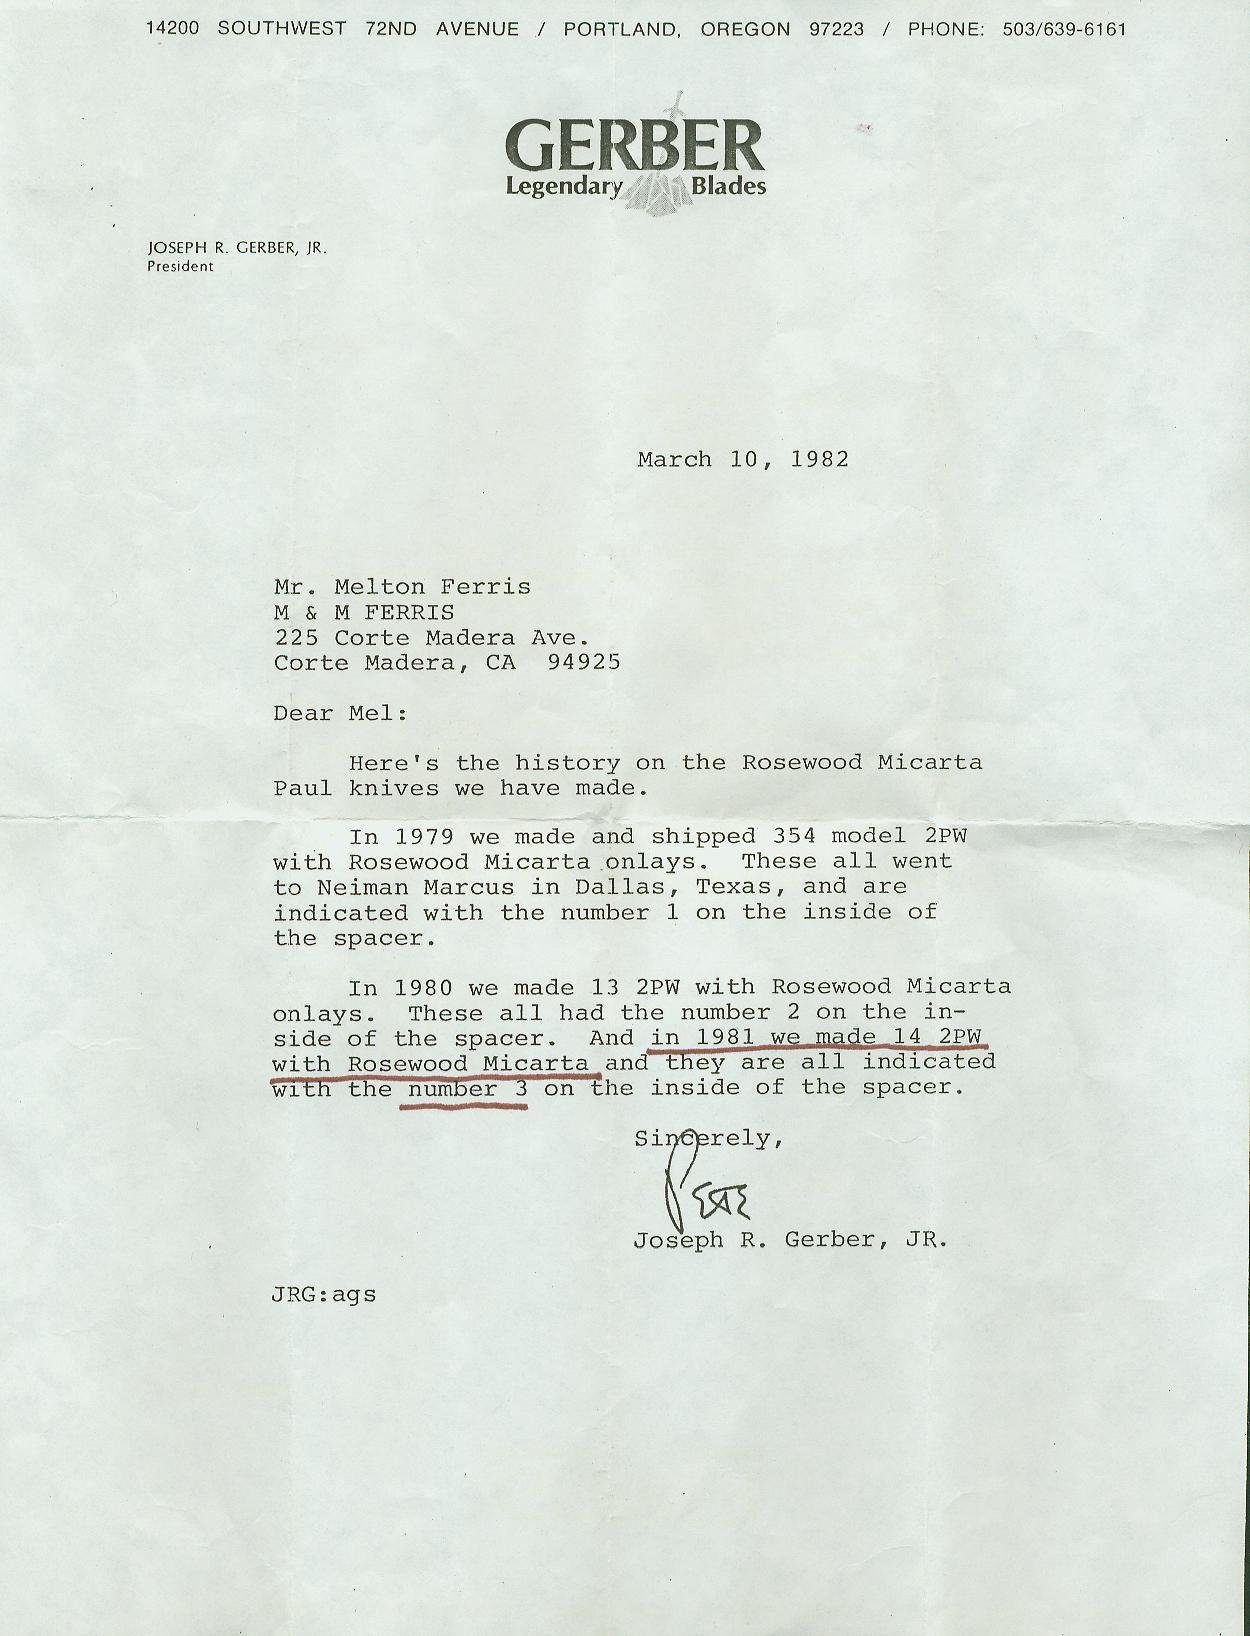 14200 SOUTHWEST 72ND AVENUE / PORTLAND, OREGON 97223 / PHONE: 503/639-6161
GERBER
Legendary Blades
JOSEPH R. GERBER, JR.
President
March 10, 1982
Mr. Melton Ferris
M & M FERRIS
225 Corte Madera Ave.
Corte Madera, CA 94925
Dear Mel:
Here's the history on the Rosewood Micarta
Paul knives we have made.
In 1979 we made and shipped 354 model 2PW
with Rosewood Micarta onlays. These all went
to Neiman Marcus in Dallas, Texas, and are
indicated with the number 1 on the inside of
the spacer.
In 1980 we made 13 2PW with Rosewood Micarta
onlays. These all had the number 2 on the in-
side of the spacer. And in 1981 we made 14 2PW
with Rosewood Micarta and they are all indicated
with the number 3 on the inside of the spacer.
Sincerely,
PETE
Joseph R. Gerber, JR.
JRG:ags